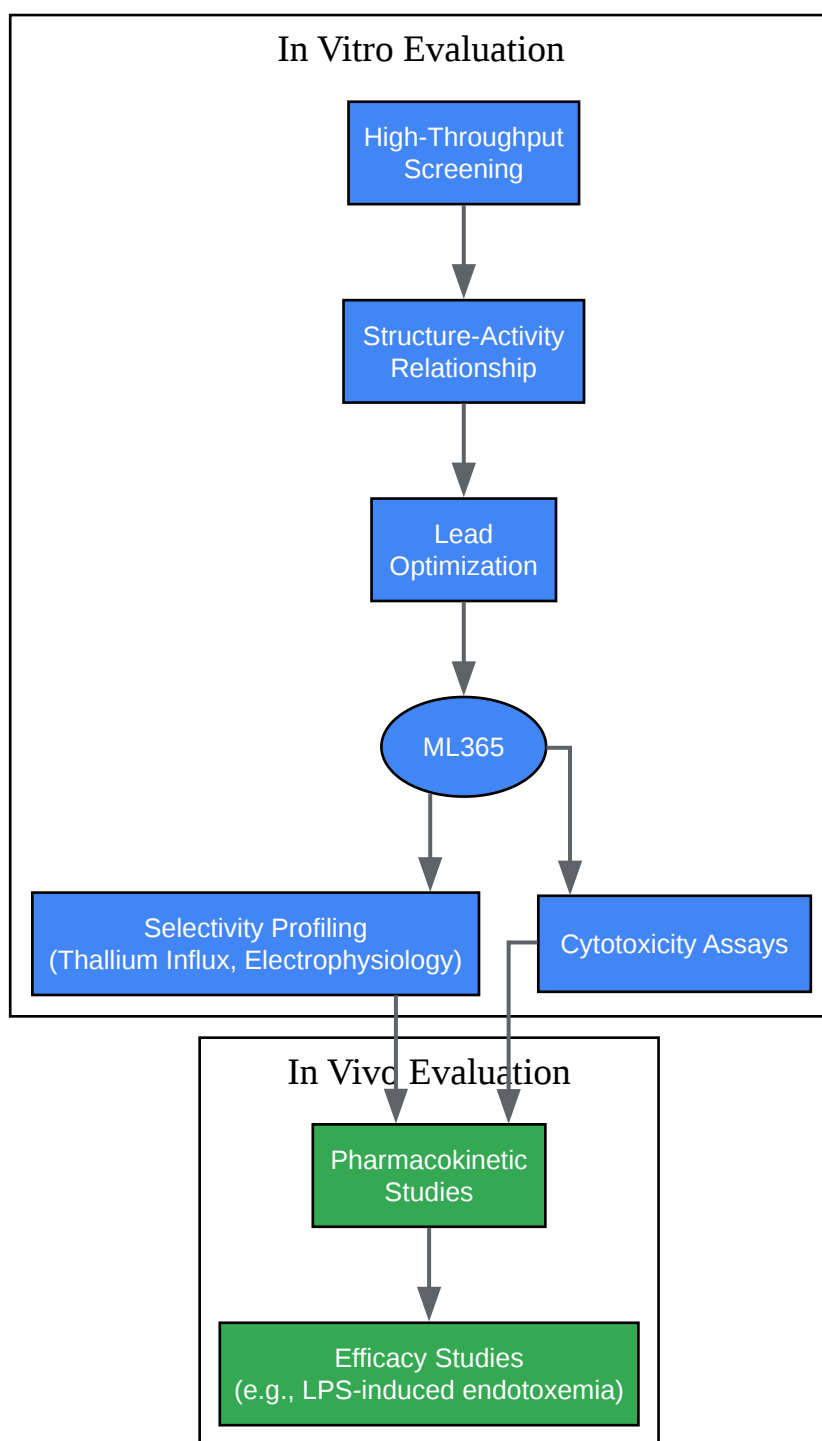 In Vitro Evaluation
High-Throughput
Screening
Structure-Activity
Relationship
Lead
Optimization
ML365
Selectivity Profiling
(Thallium Influx, Electrophysiology)
Cytotoxicity Assays
In Vivo Evaluation
Pharmacokinetic
Studies
Efficacy Studies
(e.g., LPS-induced endotoxemia)